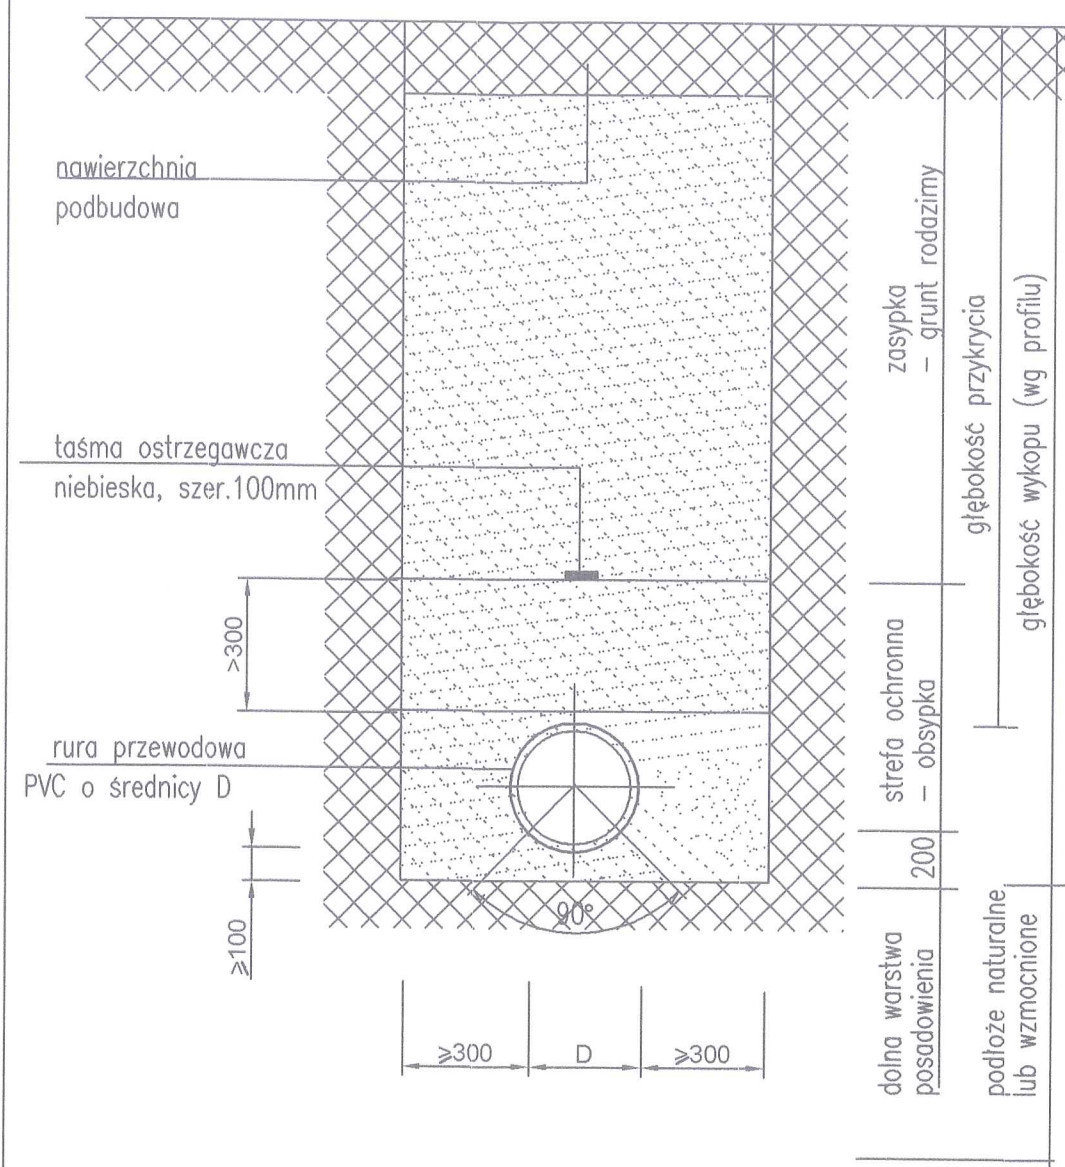 nawierzchnia
podbudowa
taśma ostrzegawcza
niebieska, szer.100mm
>300
rura przewodowa
PVC o średnicy D
≥100
90°
≥300
D
≥300
zasypka
– grunt rodazimy
głębokość przykrycia
głębokość wykopu (wg profilu)
strefa ochronna
– obsypka
200
dolna warstwa
posadowienia
podłoże naturalne
lub wzmocnione